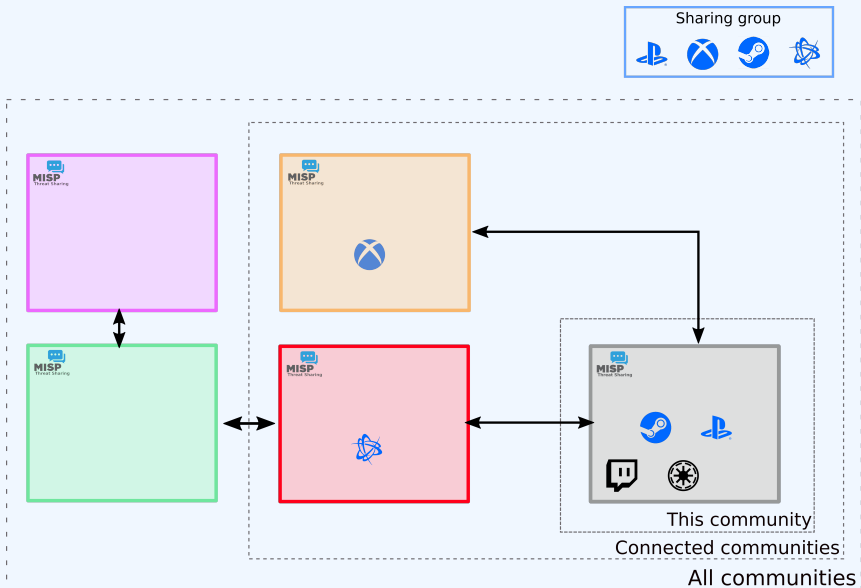 Sharing group
MISP
Threat Sharing
MISP
Threat Sharing
MISP
Threat Sharing
MISP
Threat Sharing
MISP
Threat Sharing
This community
Connected communities
All communities